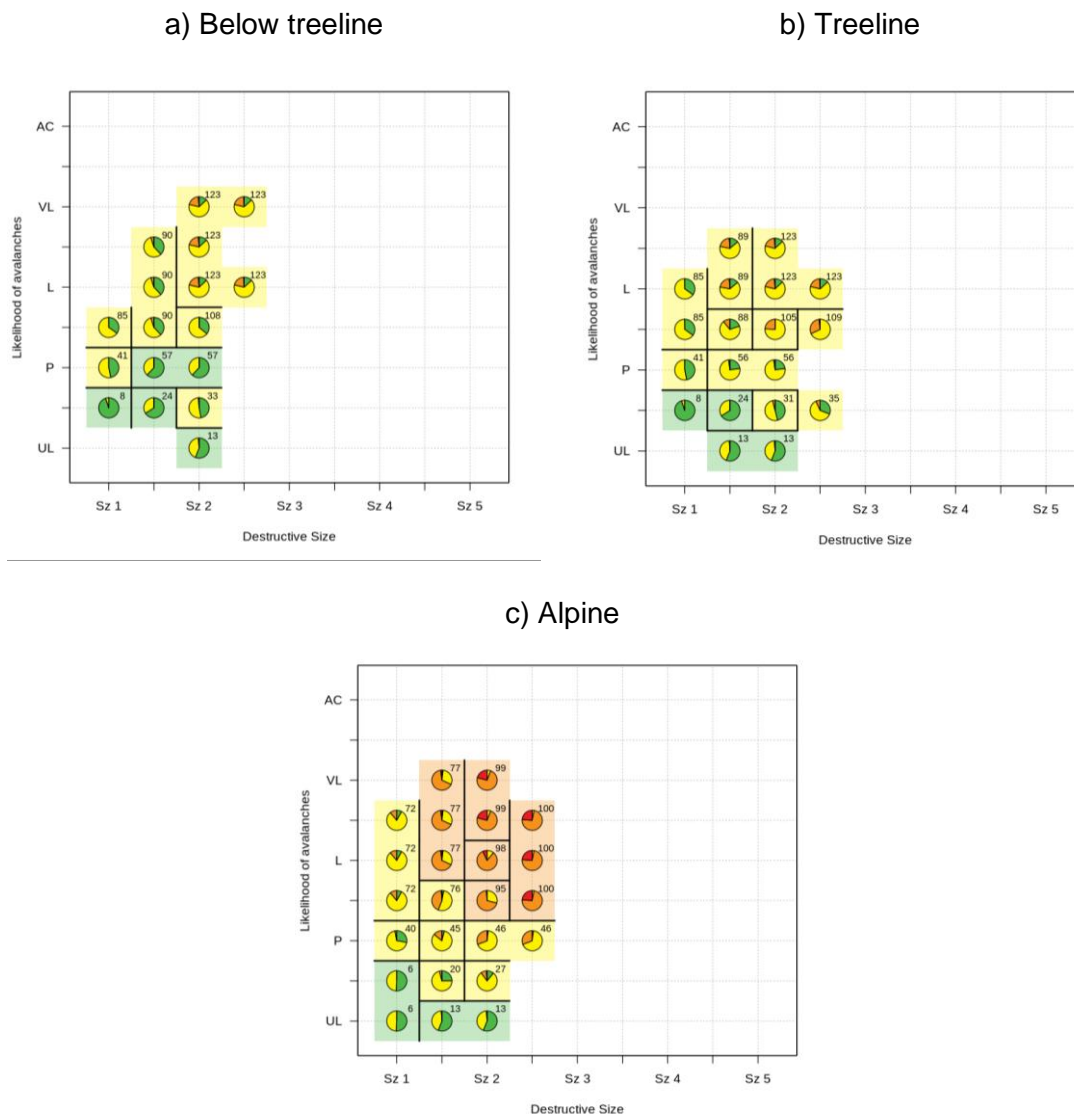 a) Below treeline
AC
VL
L
P
UL
Likelihood of avalanches
123 123
90 123
90 123 123
85 90 108
41 57 57
8 24 33
13
Sz 1 Sz 2 Sz 3 Sz 4 Sz 5
Destructive Size
b) Treeline
AC
VL
L
P
UL
Likelihood of avalanches
89 123
85 89 123 123
85 88 105 109
41 56 56
8 24 31 35
13 13
Sz 1 Sz 2 Sz 3 Sz 4 Sz 5
Destructive Size
c) Alpine
AC
VL
L
P
UL
Likelihood of avalanches
77 99
72 77 99 100
72 77 98 100
72 76 95 100
40 45 46 46
6 20 27
6 13 13
Sz 1 Sz 2 Sz 3 Sz 4 Sz 5
Destructive Size